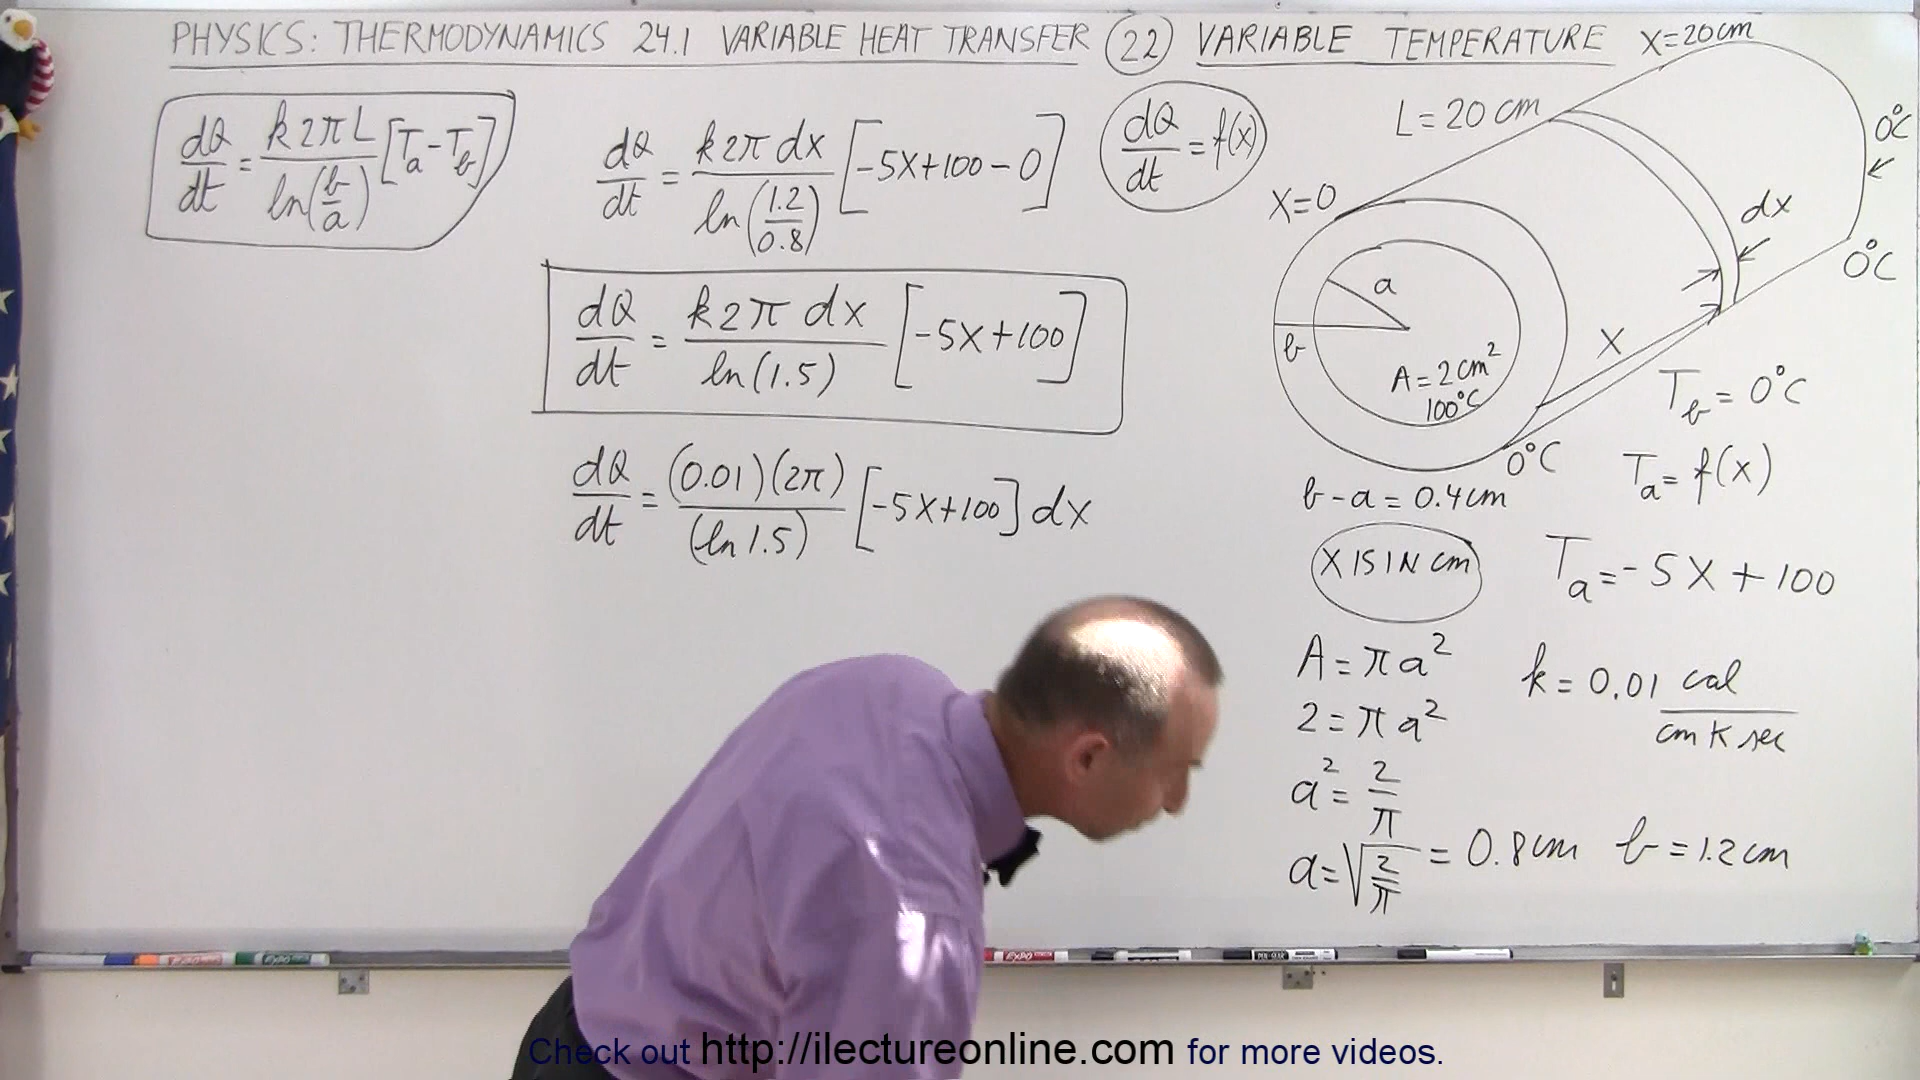 PHYSICS: THERMODYNAMICS 24.1 VARIABLE HEAT TRANSFER 22 VARIABLE TEMPERATURE
dQ/dt = k2πL/ln(b/a) [Ta-Tb]
dQ/dt = k2π dx/ln(1.2/0.8) [-5X+100-0]
dQ/dt = k2π dx/ln(1.5) [-5X+100]
dQ/dt = (0.01)(2π)/(ln 1.5) [-5X+100] dx
dQ/dt = f(x)
X=20cm
L=20 cm
0°C
X=0
dx
0°C
a
b
X
A=2cm²
100°C
0°C
Tb = 0°C
b-a = 0.4cm
Ta = f(x)
X IS IN cm
Ta = -5X + 100
A = πa²
k = 0.01 cal/cm K sec
2 = πa²
a² = 2/π
a = √(2/π) = 0.8cm b = 1.2cm
EXPO
EXPO
EXPO
Check out http://ilectureonline.com for more videos.